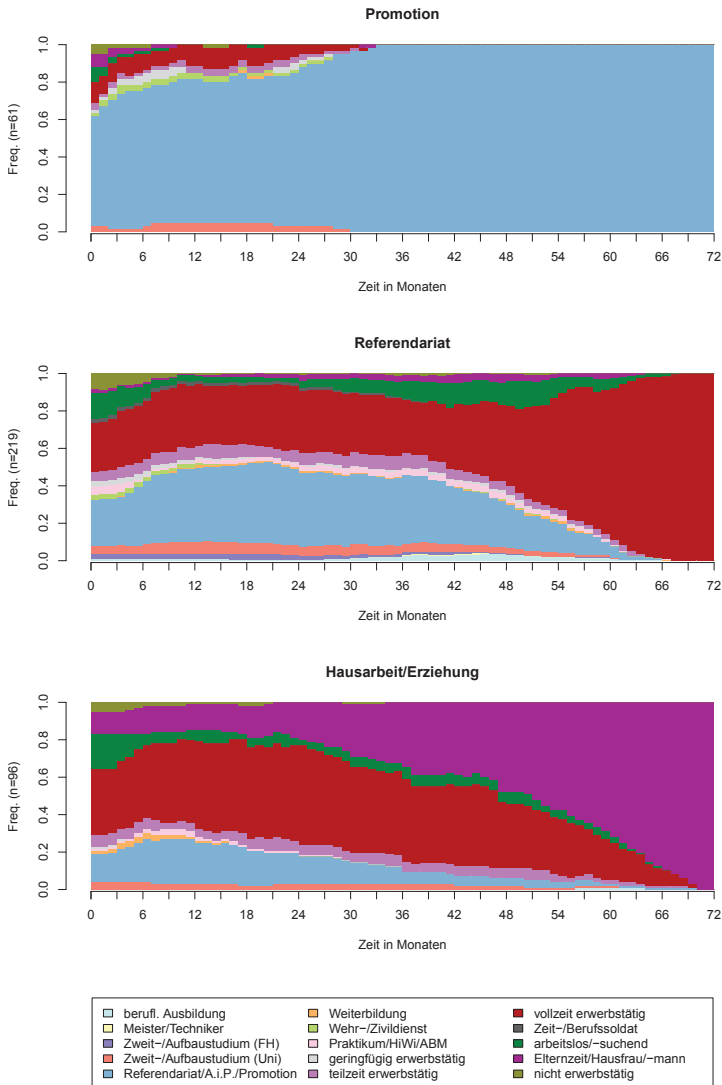 Promotion
Freq. (n=61)
0.0 0.2 0.4 0.6 0.8 1.0
0 6 12 18 24 30 36 42 48 54 60 66 72
Zeit in Monaten
Referendariat
Freq. (n=219)
0.0 0.2 0.4 0.6 0.8 1.0
0 6 12 18 24 30 36 42 48 54 60 66 72
Zeit in Monaten
Hausarbeit/Erziehung
Freq. (n=96)
0.0 0.2 0.4 0.6 0.8 1.0
0 6 12 18 24 30 36 42 48 54 60 66 72
Zeit in Monaten
berufl. Ausbildung
Meister/Techniker
Zweit−/Aufbaustudium (FH)
Zweit−/Aufbaustudium (Uni)
Referendariat/A.i.P./Promotion
Weiterbildung
Wehr−/Zivildienst
Praktikum/HiWi/ABM
geringfügig erwerbstätig
teilzeit erwerbstätig
vollzeit erwerbstätig
Zeit−/Berufssoldat
arbeitslos/−suchend
Elternzeit/Hausfrau/−mann
nicht erwerbstätig